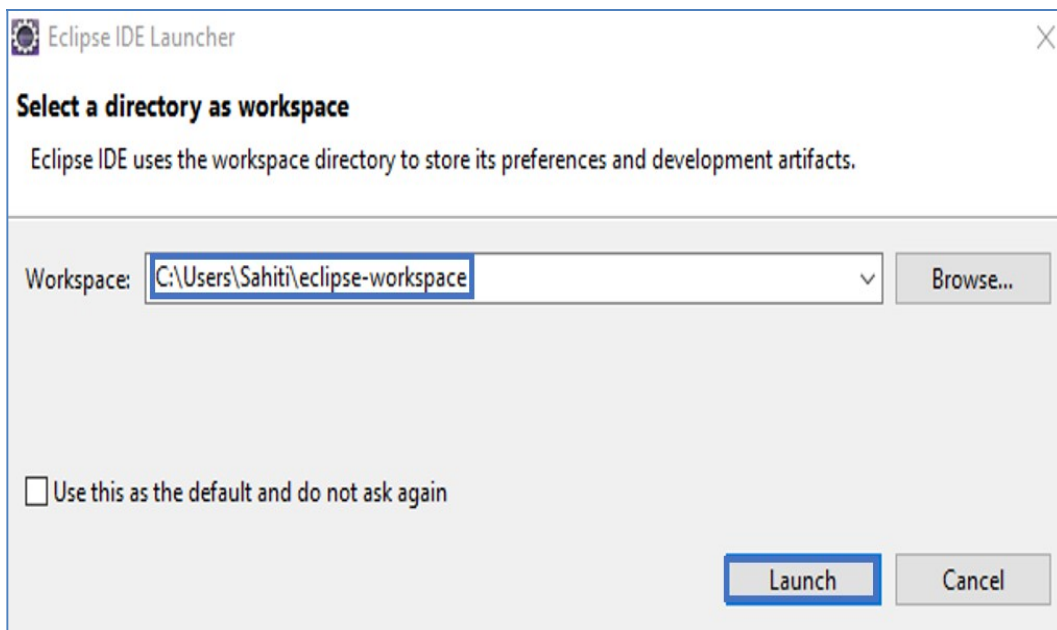 Eclipse IDE Launcher
Select a directory as workspace
Eclipse IDE uses the workspace directory to store its preferences and development artifacts.
Workspace: C:\Users\Sahiti\eclipse-workspace Browse...
Use this as the default and do not ask again
Launch Cancel